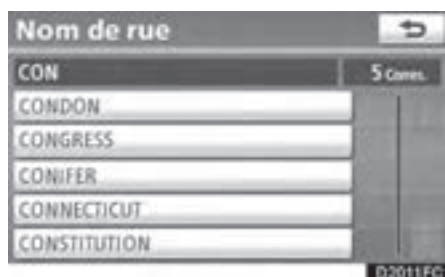 Nom de rue
CON 5 Corres.
CONDON
CONGRESS
CONIFER
CONNECTICUT
CONSTITUTION
D2011FC